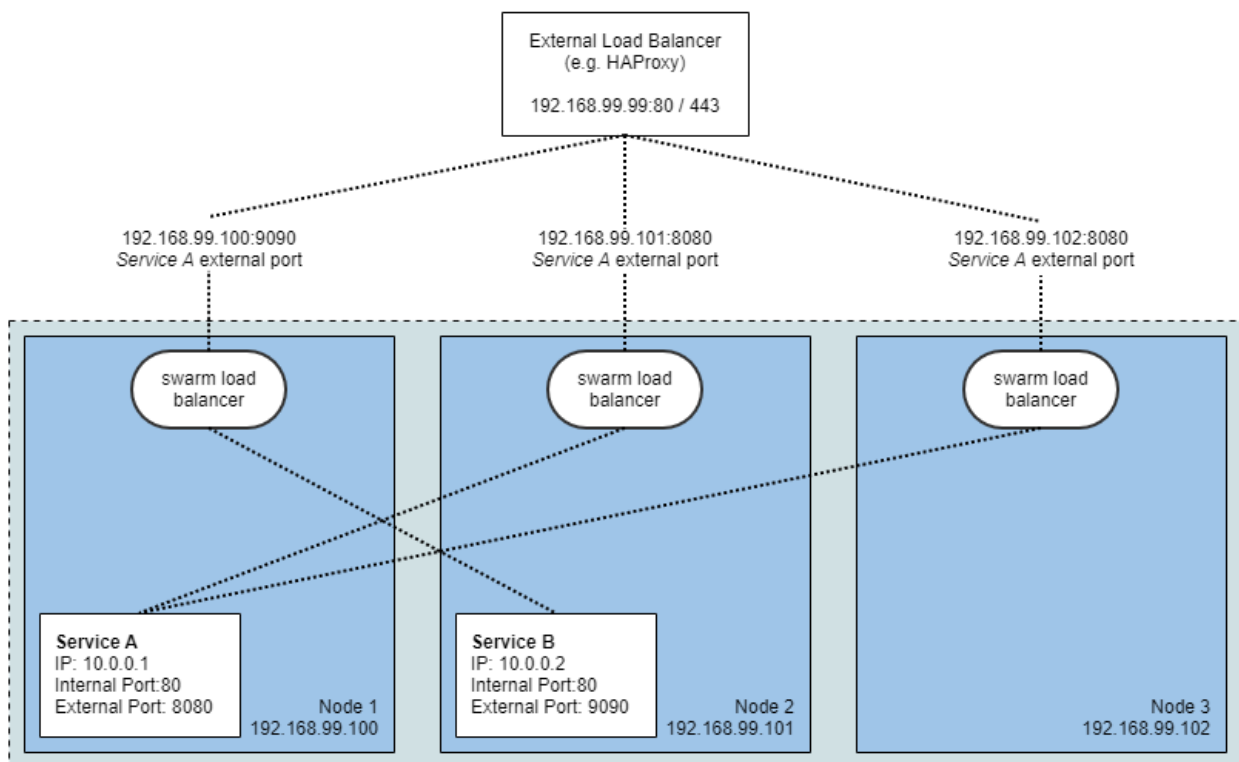 External Load Balancer
(e.g. HAProxy)
192.168.99.99:80 / 443
192.168.99.100:9090
Service A external port
192.168.99.101:8080
Service A external port
192.168.99.102:8080
Service A external port
swarm load
balancer
swarm load
balancer
swarm load
balancer
Service A
IP: 10.0.0.1
Internal Port:80
External Port: 8080
Node 1
192.168.99.100
Service B
IP: 10.0.0.2
Internal Port:80
External Port: 9090
Node 2
192.168.99.101
Node 3
192.168.99.102